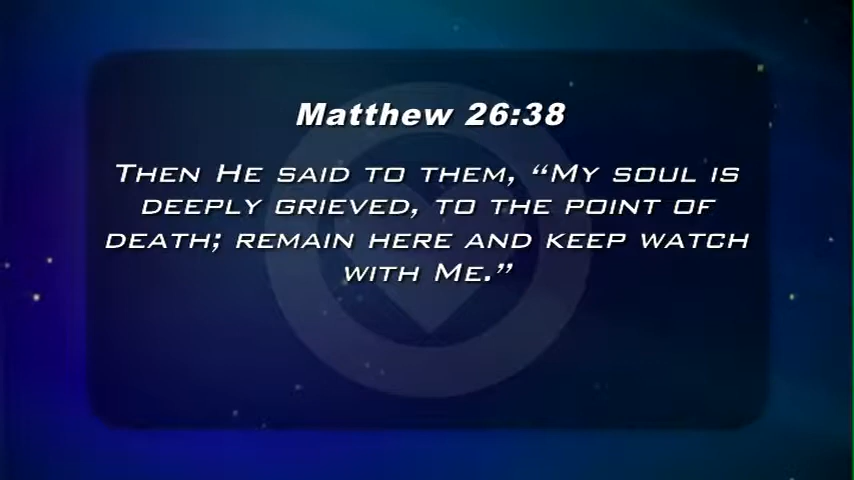 Matthew 26:38
Then He said to them, “My soul is
deeply grieved, to the point of
death; remain here and keep watch
with Me.”